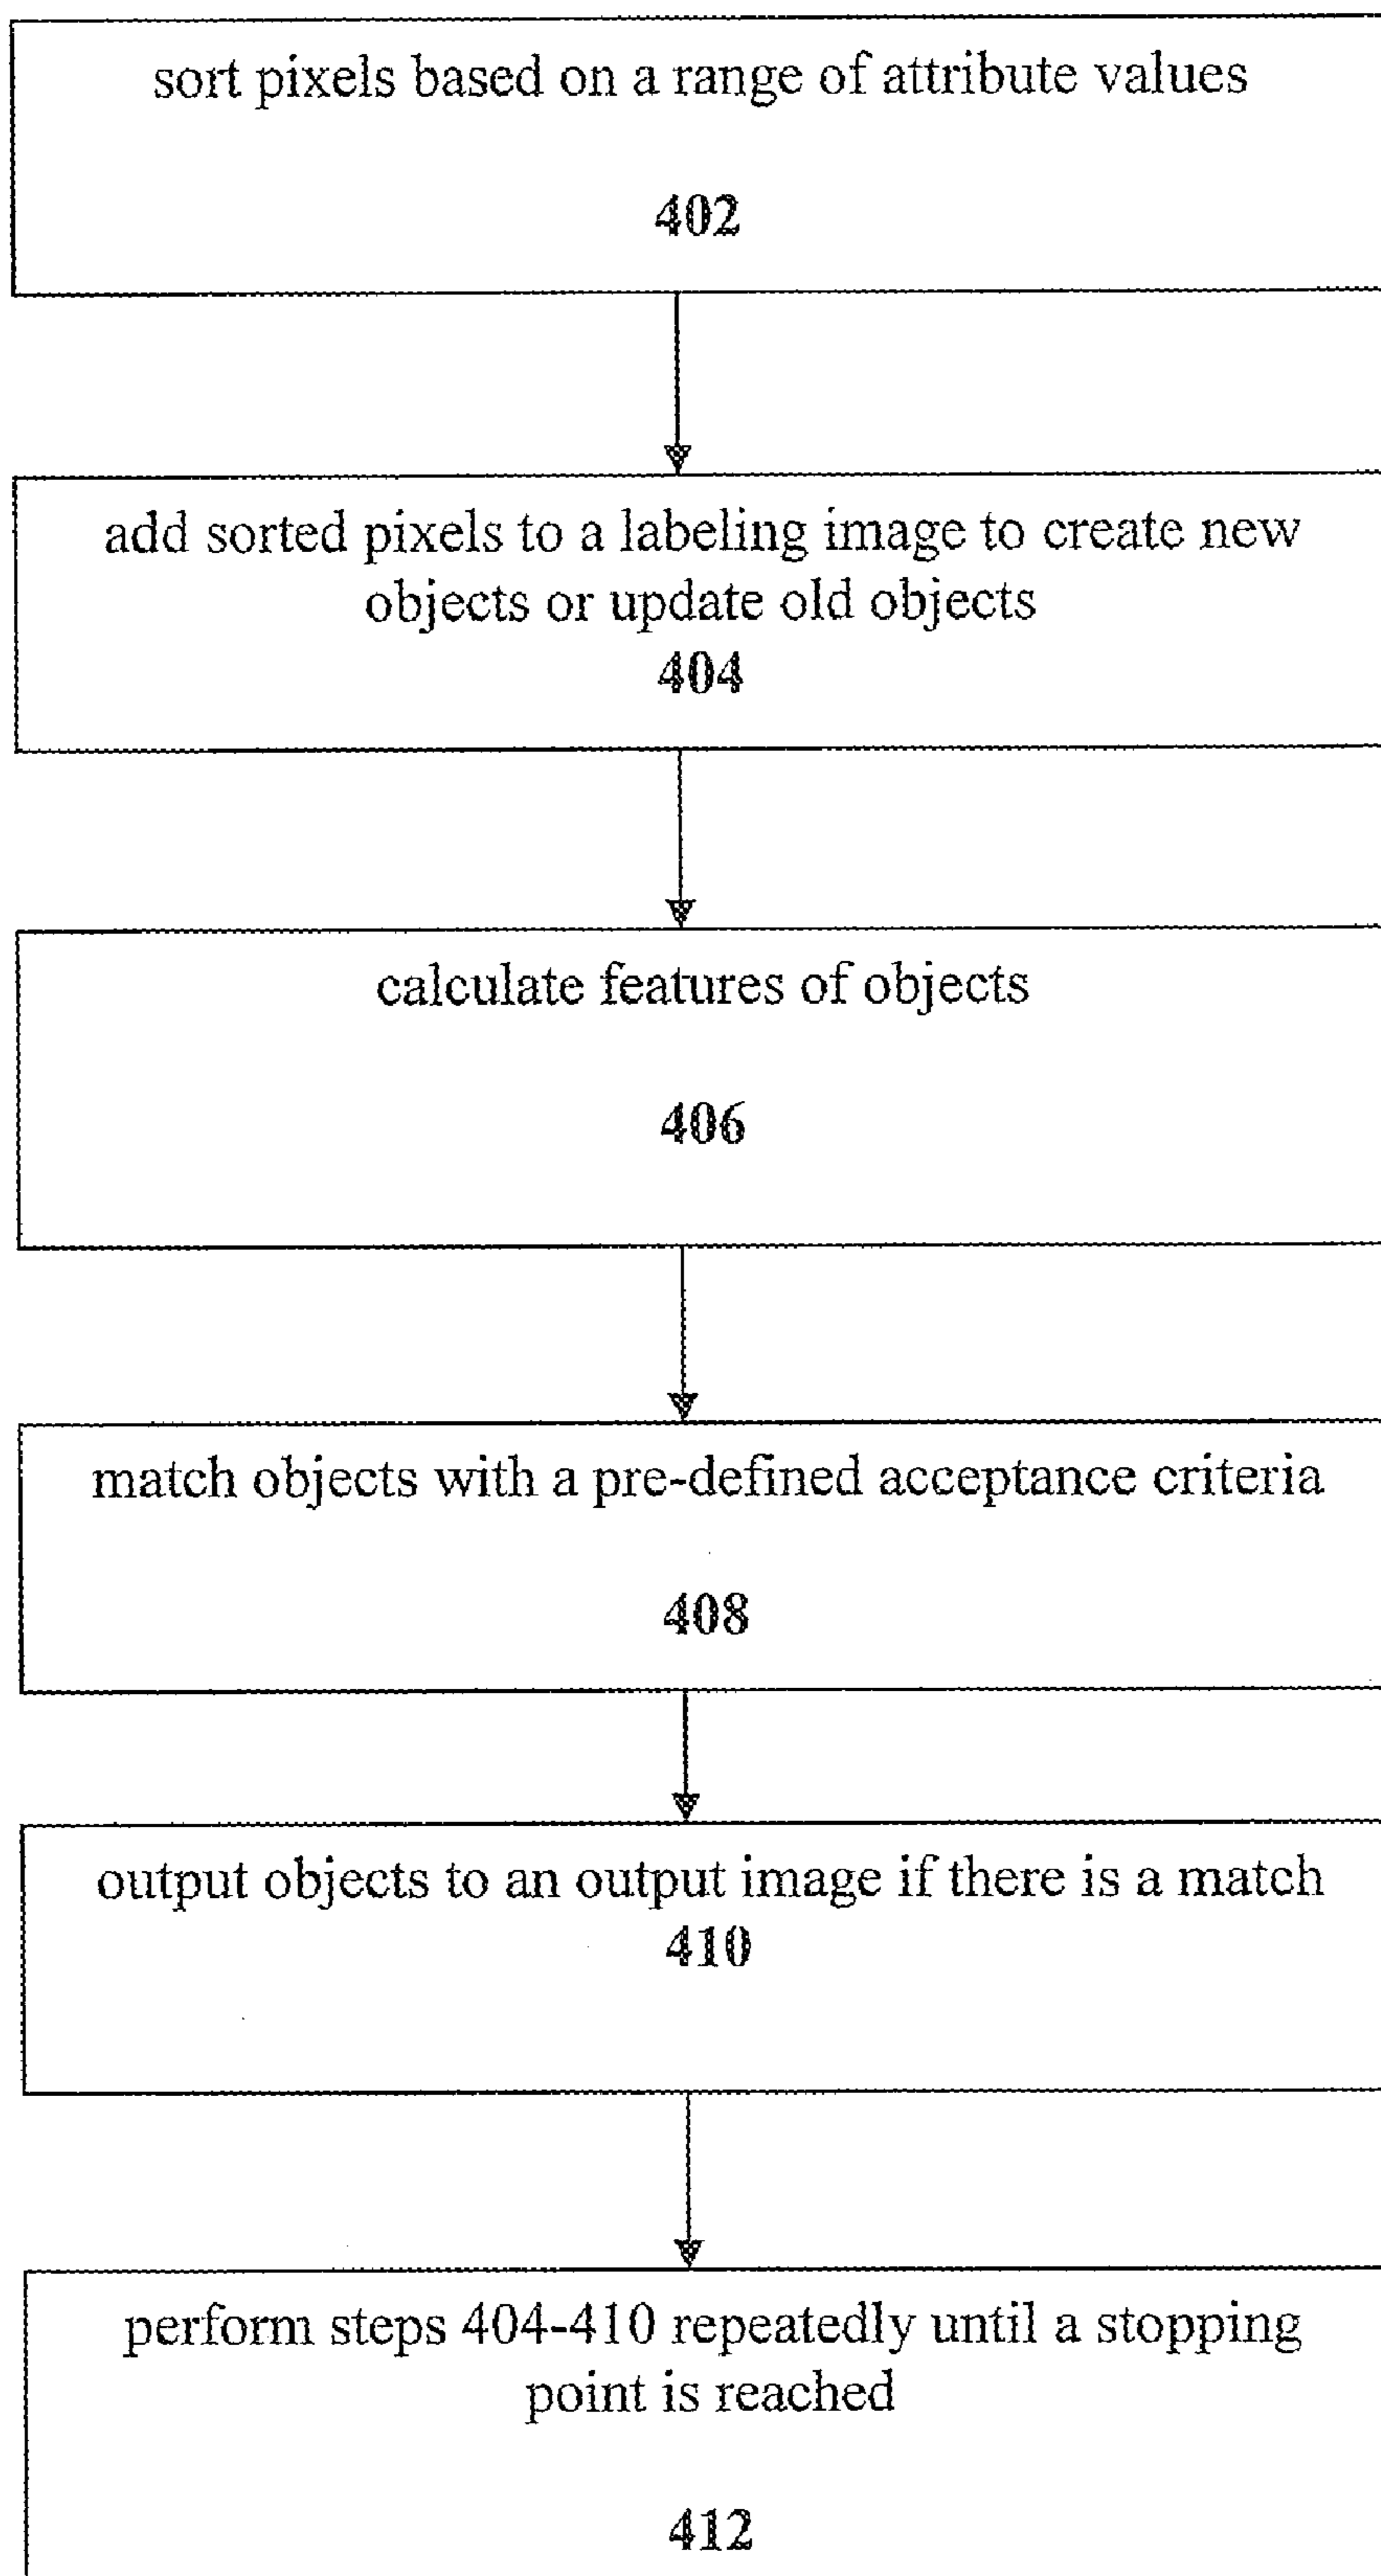 sort pixels based on a range of attribute values
402
add sorted pixels to a labeling image to create new
objects or update old objects
404
calculate features of objects
406
match objects with a pre-defined acceptance criteria
408
output objects to an output image if there is a match
410
perform steps 404-410 repeatedly until a stopping
point is reached
412